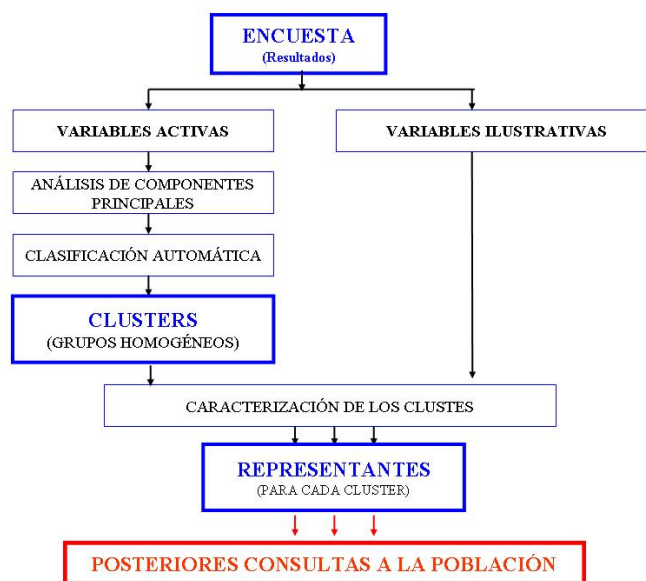 ENCUESTA
(Resultados)
VARIABLES ACTIVAS
VARIABLES ILUSTRATIVAS
ANÁLISIS DE COMPONENTES
PRINCIPALES
CLASIFICACIÓN AUTOMÁTICA
CLUSTERS
(GRUPOS HOMOGÉNEOS)
CARACTERIZACIÓN DE LOS CLUSTES
REPRESENTANTES
(PARA CADA CLUSTER)
POSTERIORES CONSULTAS A LA POBLACIÓN